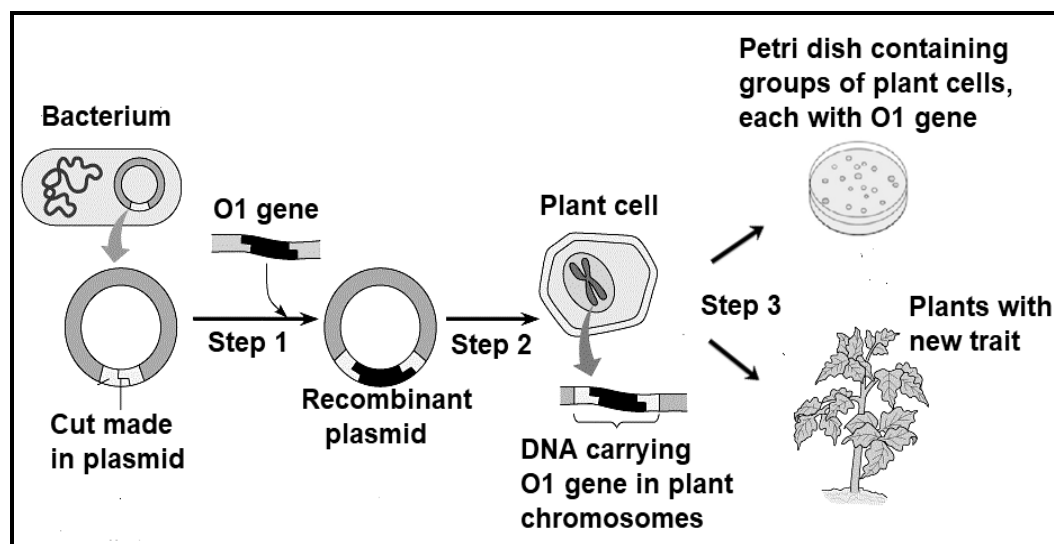 Petri dish containing
groups of plant cells,
each with O1 gene
Bacterium
O1 gene
Plant cell
Step 1
Step 2
Step 3
Plants with
new trait
Cut made
in plasmid
Recombinant
plasmid
DNA carrying
O1 gene in plant
chromosomes